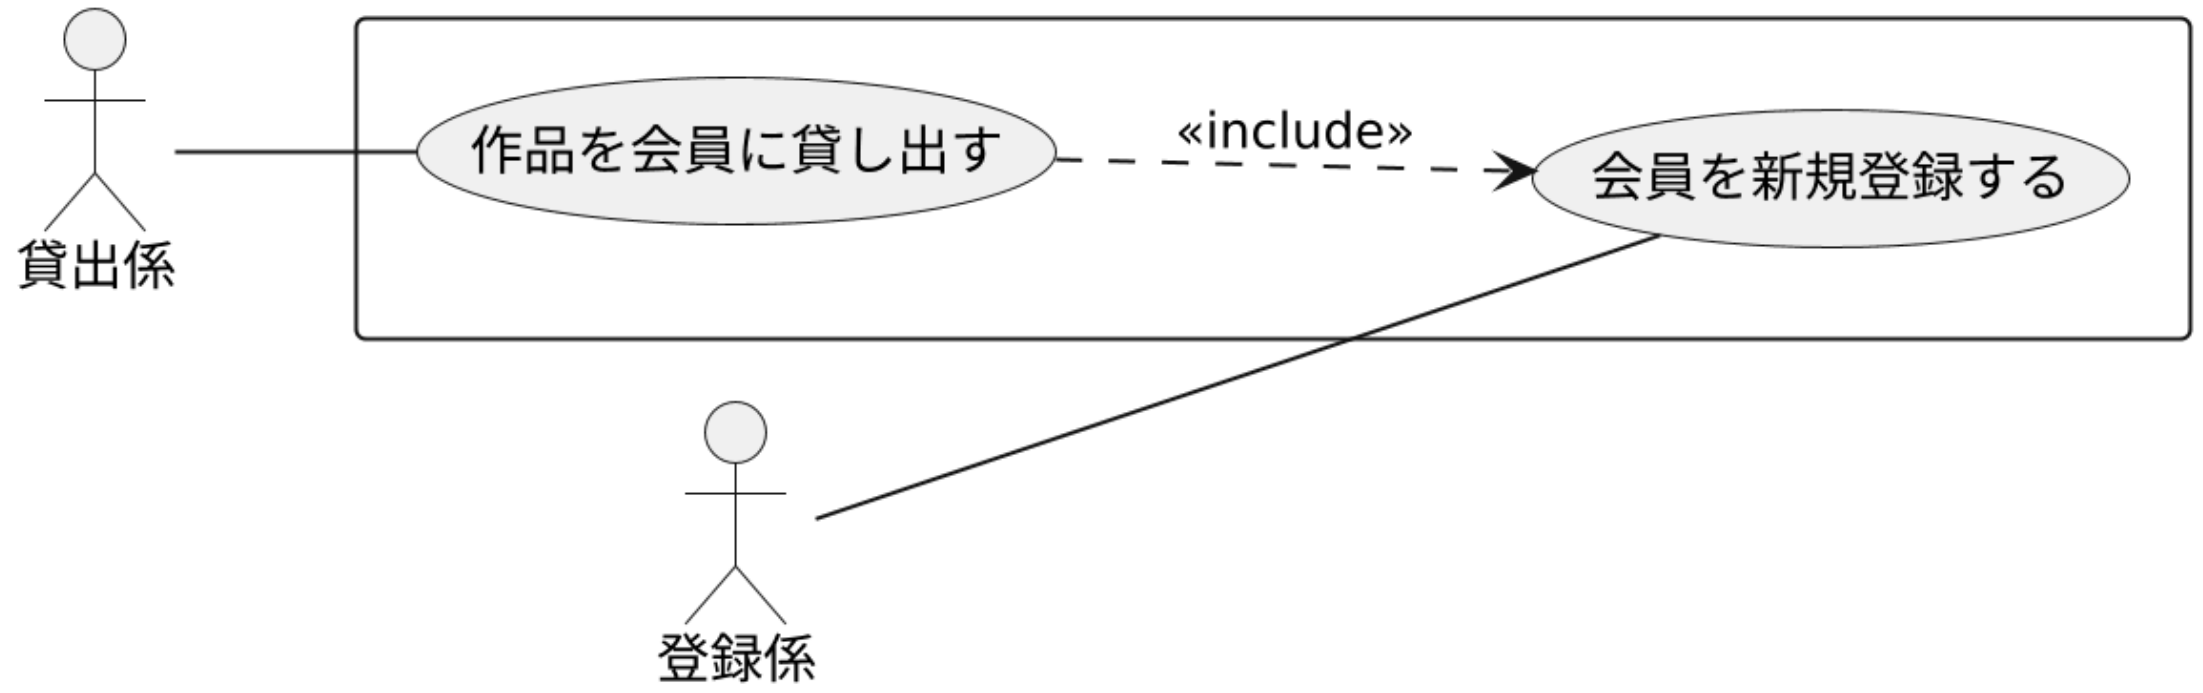 作品を会員に貸し出す
«include»
会員を新規登録する
貸出係
登録係